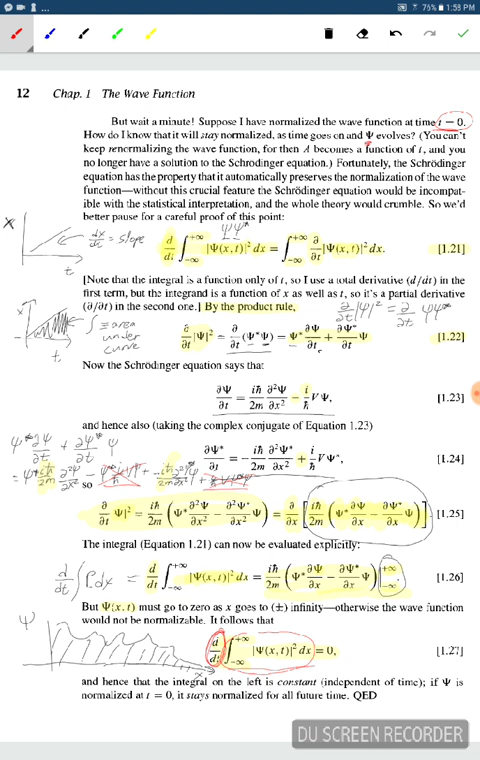 ... 76% 1:53 PM
12 Chap. 1 The Wave Function
But wait a minute! Suppose I have normalized the wave function at time t = 0.
How do I know that it will stay normalized, as time goes on and Ψ evolves? (You can't
keep renormalizing the wave function, for then A becomes a function of t, and you
no longer have a solution to the Schrödinger equation.) Fortunately, the Schrödinger
equation has the property that it automatically preserves the normalization of the wave
function—without this crucial feature the Schrödinger equation would be incompat-
ible with the statistical interpretation, and the whole theory would crumble. So we'd
better pause for a careful proof of this point:
x dx/dt = slope
t
ψψ*
d/dt ∫_{-∞}^{+∞} |Ψ(x, t)|² dx = ∫_{-∞}^{+∞} ∂/∂t |Ψ(x, t)|² dx. [1.21]
[Note that the integral is a function only of t, so I use a total derivative (d/dt) in the
first term, but the integrand is a function of x as well as t, so it's a partial derivative
(∂/∂t) in the second one.] By the product rule,
∂/∂t |ψ|² = ∂/∂t ψψ*
x ∫ = area
under
curve
t
∂/∂t |Ψ|² = ∂/∂t (Ψ*Ψ) = Ψ* ∂Ψ/∂t + ∂Ψ*/∂t Ψ. [1.22]
Now the Schrödinger equation says that
∂Ψ/∂t = iℏ/2m ∂²Ψ/∂x² − i/ℏ VΨ, [1.23]
and hence also (taking the complex conjugate of Equation 1.23)
ψ* ∂ψ/∂t + ∂ψ*/∂t ψ
∂Ψ*/∂t = − iℏ/2m ∂²Ψ*/∂x² + i/ℏ VΨ*, [1.24]
so
∂/∂t |Ψ|² = iℏ/2m (Ψ* ∂²Ψ/∂x² − ∂²Ψ*/∂x² Ψ) = ∂/∂x [iℏ/2m (Ψ* ∂Ψ/∂x − ∂Ψ*/∂x Ψ)]. [1.25]
The integral (Equation 1.21) can now be evaluated explicitly:
d/dt ∫ρdx =
d/dt ∫_{-∞}^{+∞} |Ψ(x, t)|² dx = iℏ/2m (Ψ* ∂Ψ/∂x − ∂Ψ*/∂x Ψ)|_{-∞}^{+∞}. [1.26]
But Ψ(x, t) must go to zero as x goes to (±) infinity—otherwise the wave function
would not be normalizable. It follows that
ψ
x
d/dt ∫_{-∞}^{+∞} |Ψ(x, t)|² dx = 0, [1.27]
and hence that the integral on the left is constant (independent of time); if Ψ is
normalized at t = 0, it stays normalized for all future time. QED
DU SCREEN RECORDER